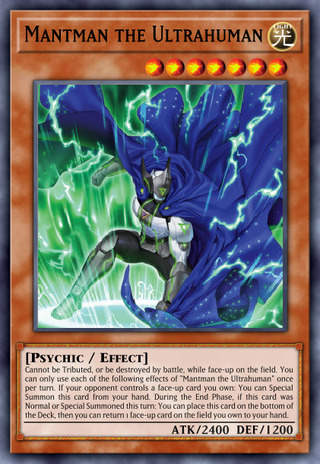 Mantman the Ultrahuman
LIGHT
光
[Psychic / Effect]
Cannot be Tributed, or be destroyed by battle, while face-up on the field. You
can only use each of the following effects of "Mantman the Ultrahuman" once
per turn. If your opponent controls a face-up card you own: You can Special
Summon this card from your hand. During the End Phase, if this card was
Normal or Special Summoned this turn: You can place this card on the bottom of
the Deck, then you can return 1 face-up card on the field you own to your hand.
ATK/2400 DEF/1200